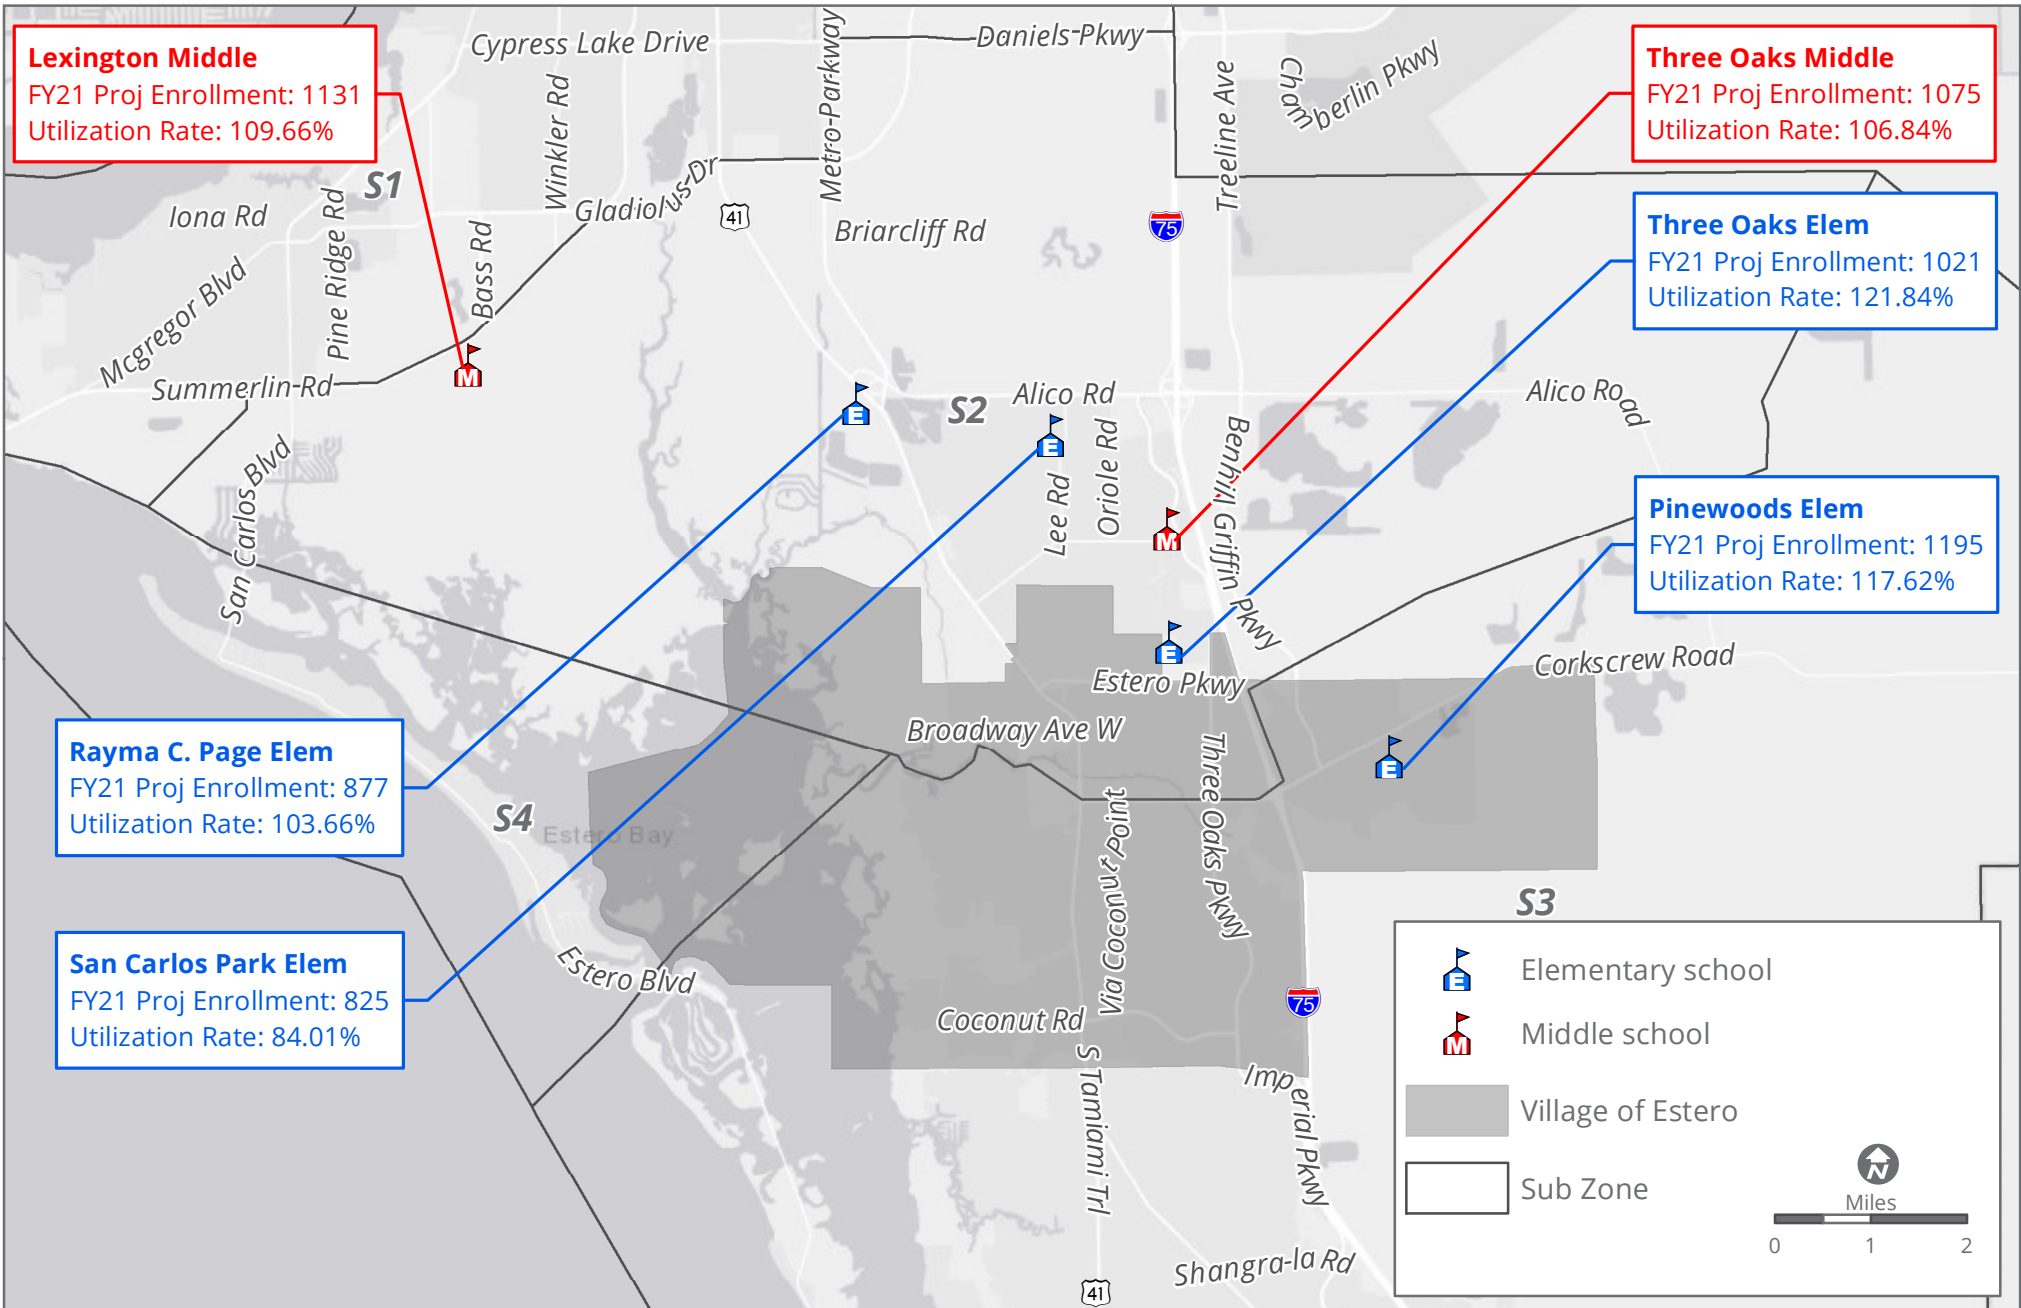 Lexington Middle
FY21 Proj Enrollment: 1131
Utilization Rate: 109.66%
Three Oaks Middle
FY21 Proj Enrollment: 1075
Utilization Rate: 106.84%
Three Oaks Elem
FY21 Proj Enrollment: 1021
Utilization Rate: 121.84%
Pinewoods Elem
FY21 Proj Enrollment: 1195
Utilization Rate: 117.62%
Rayma C. Page Elem
FY21 Proj Enrollment: 877
Utilization Rate: 103.66%
San Carlos Park Elem
FY21 Proj Enrollment: 825
Utilization Rate: 84.01%
Cypress Lake Drive
Daniels Pkwy
Winkler Rd
Metro Parkway
Treeline Ave
Chamberlin Pkwy
S1
Iona Rd
Pine Ridge Rd
Bass Rd
Gladiolus Dr
41
Briarcliff Rd
75
Mcgregor Blvd
Summerlin Rd
M
E
S2
Alico Rd
Alico Road
E
San Carlos Blvd
Lee Rd
Oriole Rd
Benhill Griffin Pkwy
M
E
Estero Pkwy
Corkscrew Road
Broadway Ave W
Three Oaks Pkwy
E
S4
Estero Bay
Via Coconut Point
S3
Estero Blvd
Coconut Rd
75
S Tamiami Trl
Imperial Pkwy
Shangra-la Rd
41
E
Elementary school
M
Middle school
Village of Estero
Sub Zone
N
Miles
0 1 2